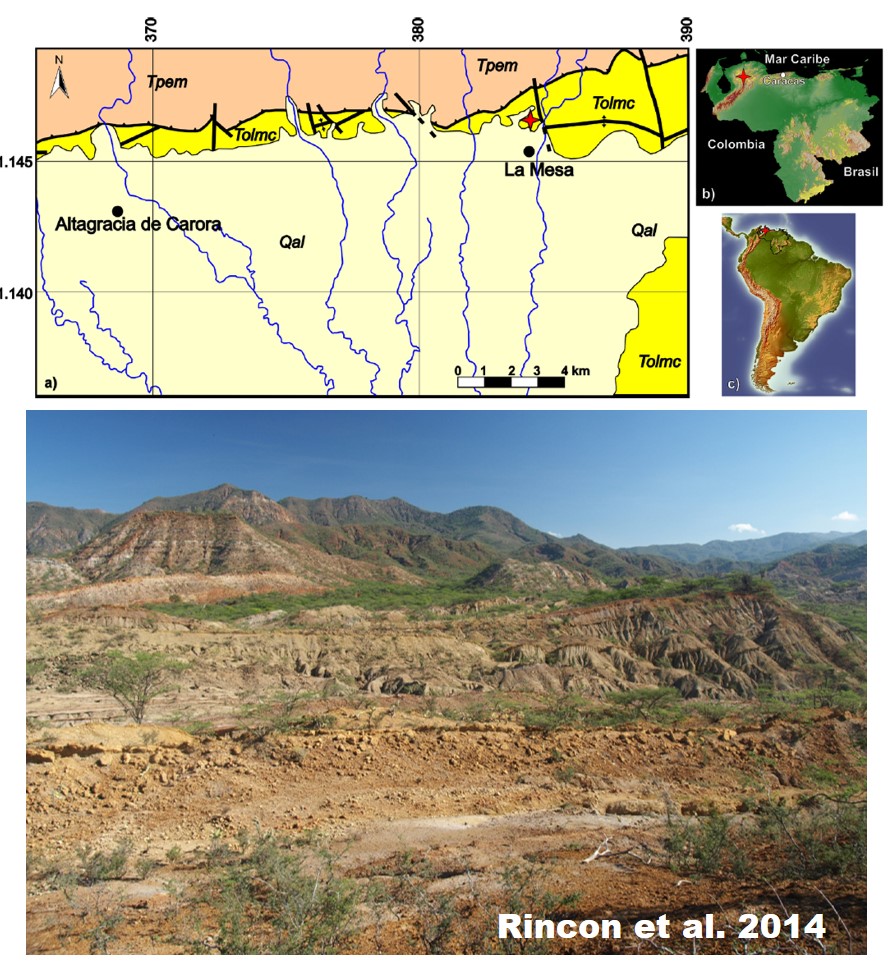 370
380
390
N
Tpem
Tpem
Tolmc
Tolmc
1.145
La Mesa
Altagracia de Carora
Qal
Qal
1.140
Tolmc
0 1 2 3 4 km
a)
Mar Caribe
Caracas
Colombia
Brasil
b)
c)
Rincon et al. 2014